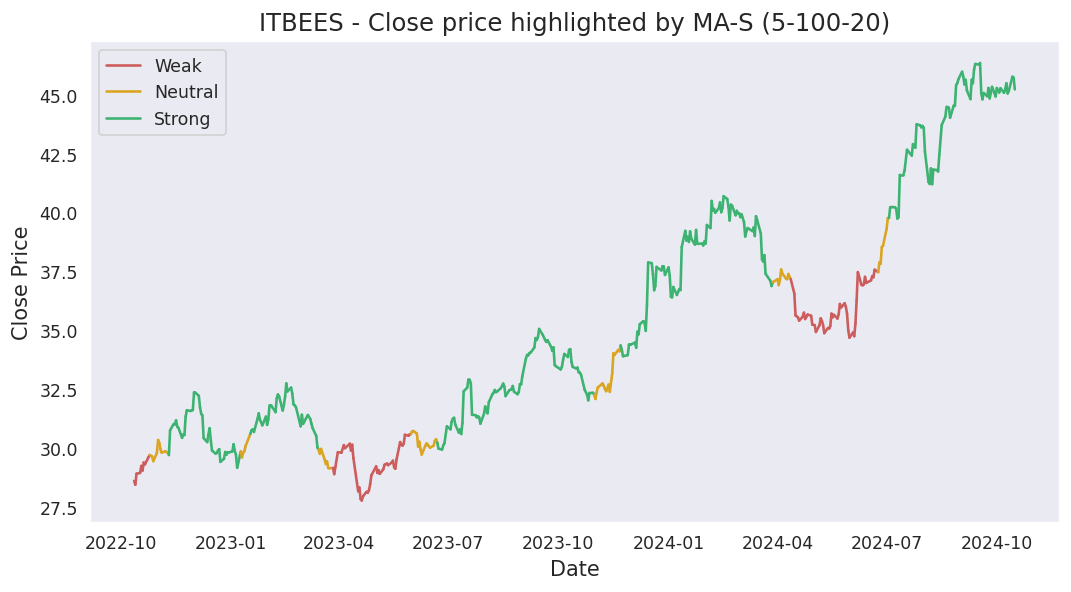 ITBEES - Close price highlighted by MA-S (5-100-20)
Weak
Neutral
Strong
Close Price
45.0
42.5
40.0
37.5
35.0
32.5
30.0
27.5
2022-10 2023-01 2023-04 2023-07 2023-10 2024-01 2024-04 2024-07 2024-10
Date